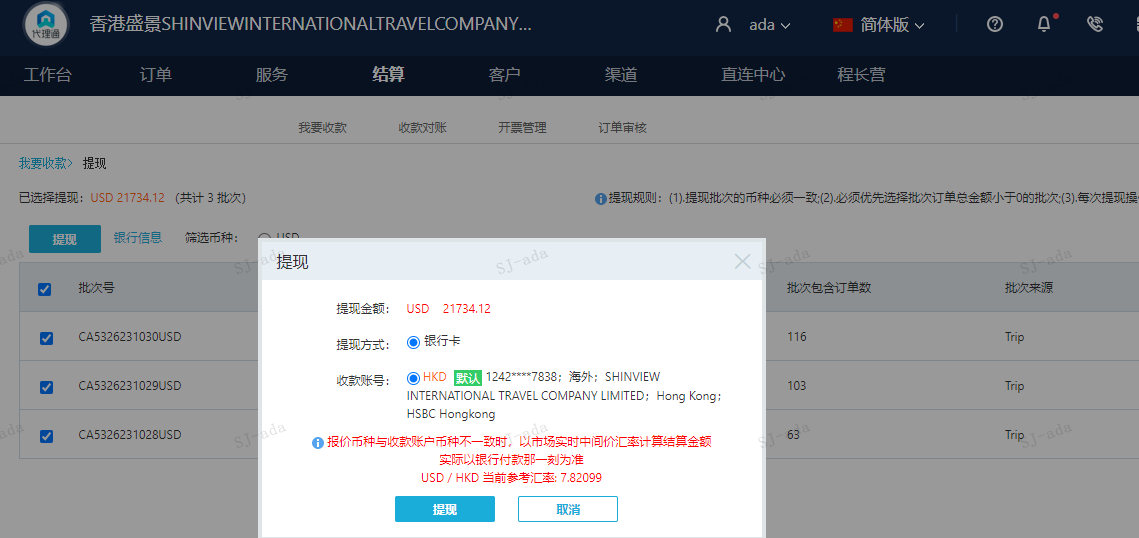 代理通
香港盛景SHINVIEWINTERNATIONALTRAVELCOMPANY...
ada
简体版
工作台 订单 服务 结算 客户 渠道 直连中心 程长营
我要收款 收款对账 开票管理 订单审核
我要收款> 提现
已选择提现：USD 21734.12 (共计 3 批次)
提现规则：(1).提现批次的币种必须一致;(2).必须优先选择批次订单总金额小于0的批次;(3).每次提现操
提现 银行信息 筛选币种： USD
批次号 批次包含订单数 批次来源
CA5326231030USD 116 Trip
CA5326231029USD 103 Trip
CA5326231028USD 63 Trip
提现
提现金额： USD 21734.12
提现方式： 银行卡
收款账号： HKD 默认 1242****7838；海外；SHINVIEW
INTERNATIONAL TRAVEL COMPANY LIMITED；Hong Kong；
HSBC Hongkong
报价币种与收款账户币种不一致时，以市场实时中间价汇率计算结算金额
实际以银行付款那一刻为准
USD / HKD 当前参考汇率: 7.82099
提现 取消
SJ-ada
SJ-ada
SJ-ada
SJ-ada
SJ-ada
SJ-ada